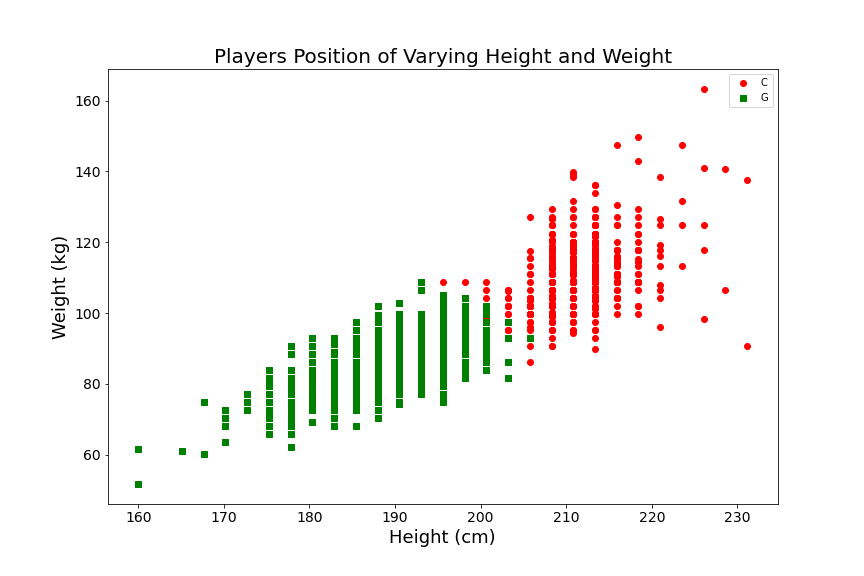 Players Position of Varying Height and Weight
C
G
160
140
120
100
80
60
Weight (kg)
160 170 180 190 200 210 220 230
Height (cm)